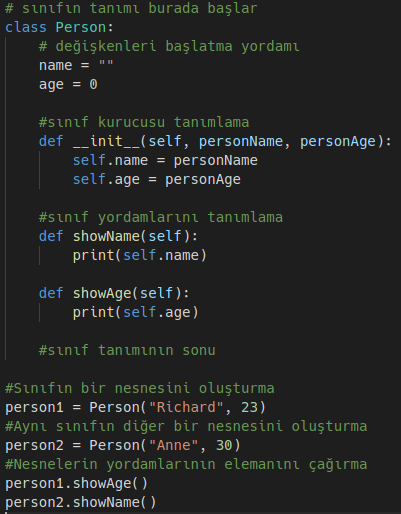 # sınıfın tanımı burada başlar
class Person:
    # değişkenleri başlatma yordamı
    name = ""
    age = 0
    #sınıf kurucusu tanımlama
    def __init__(self, personName, personAge):
        self.name = personName
        self.age = personAge
    #sınıf yordamlarını tanımlama
    def showName(self):
        print(self.name)
    def showAge(self):
        print(self.age)
    #sınıf tanımının sonu
#Sınıfın bir nesnesini oluşturma
person1 = Person("Richard", 23)
#Aynı sınıfın diğer bir nesnesini oluşturma
person2 = Person("Anne", 30)
#Nesnelerin yordamlarının elemanını çağırma
person1.showAge()
person2.showName()